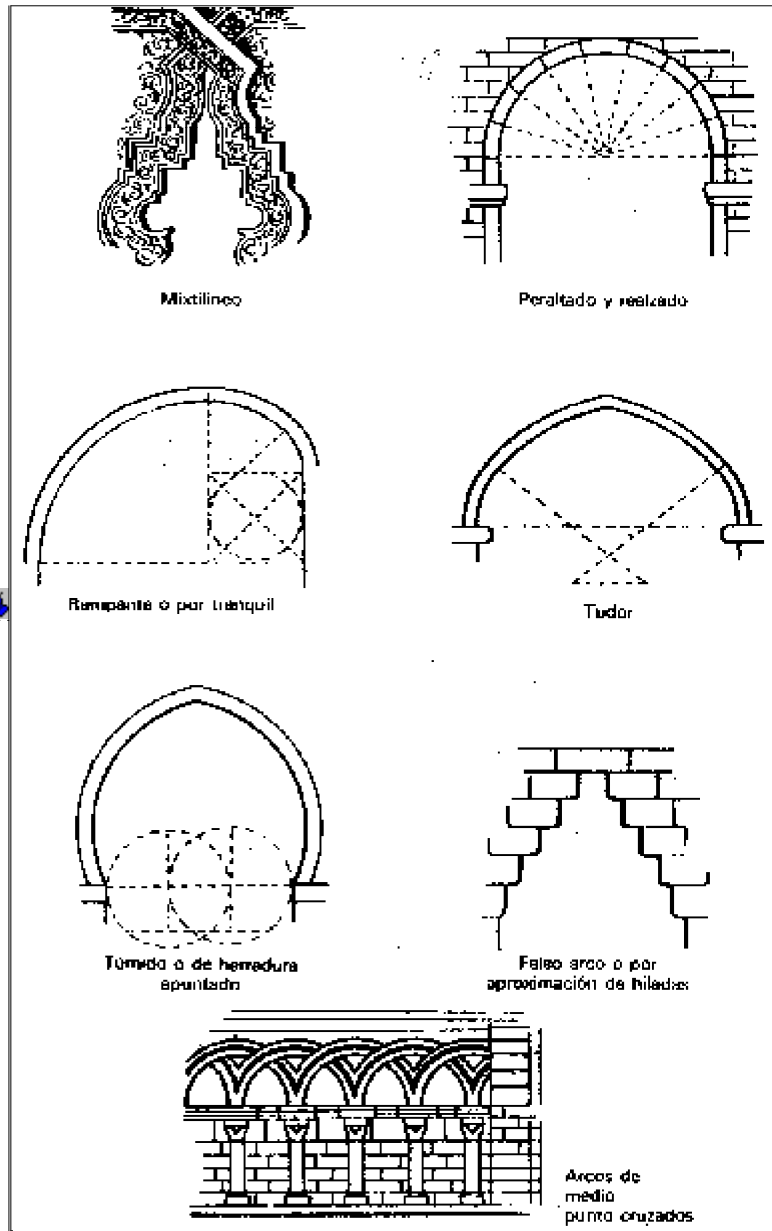 Mixtilíneo
Peraltado y realzado
Rampante o por tranquil
Tudor
Túmido o de herradura
apuntado
Falso arco o por
aproximación de hiladas
Arcos de
medio
punto cruzados